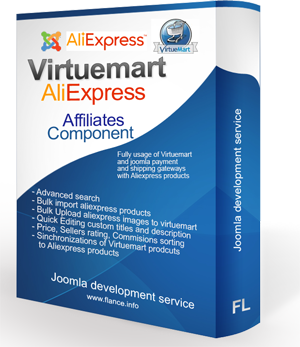 AliExpress
VirtueMart
Virtuemart
AliExpress
Affiliates
Component
Fully usage of Virtuemart
and joomla payment
and shipping gateways
with Aliexpress products
- Advanced search
- Bulk import aliexpress products
- Bulk Upload aliexpress images to virtuemart
- Quick Editing custom titles and description
- Price, Sellers rating, Commisions sorting
- Sinchronizations of Virtuemart prodcuts
to Aliexpress products
Joomla development service
www.flance.info
Joomla development service
FL